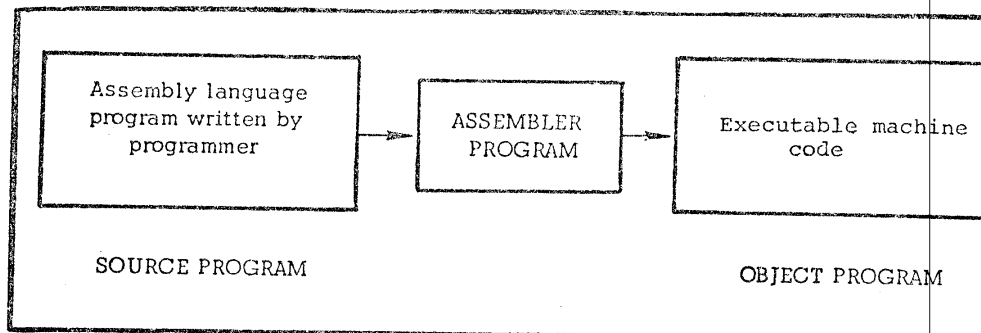 Assembly language
program written by
programmer
ASSEMBLER
PROGRAM
Executable machine
code
SOURCE PROGRAM
OBJECT PROGRAM